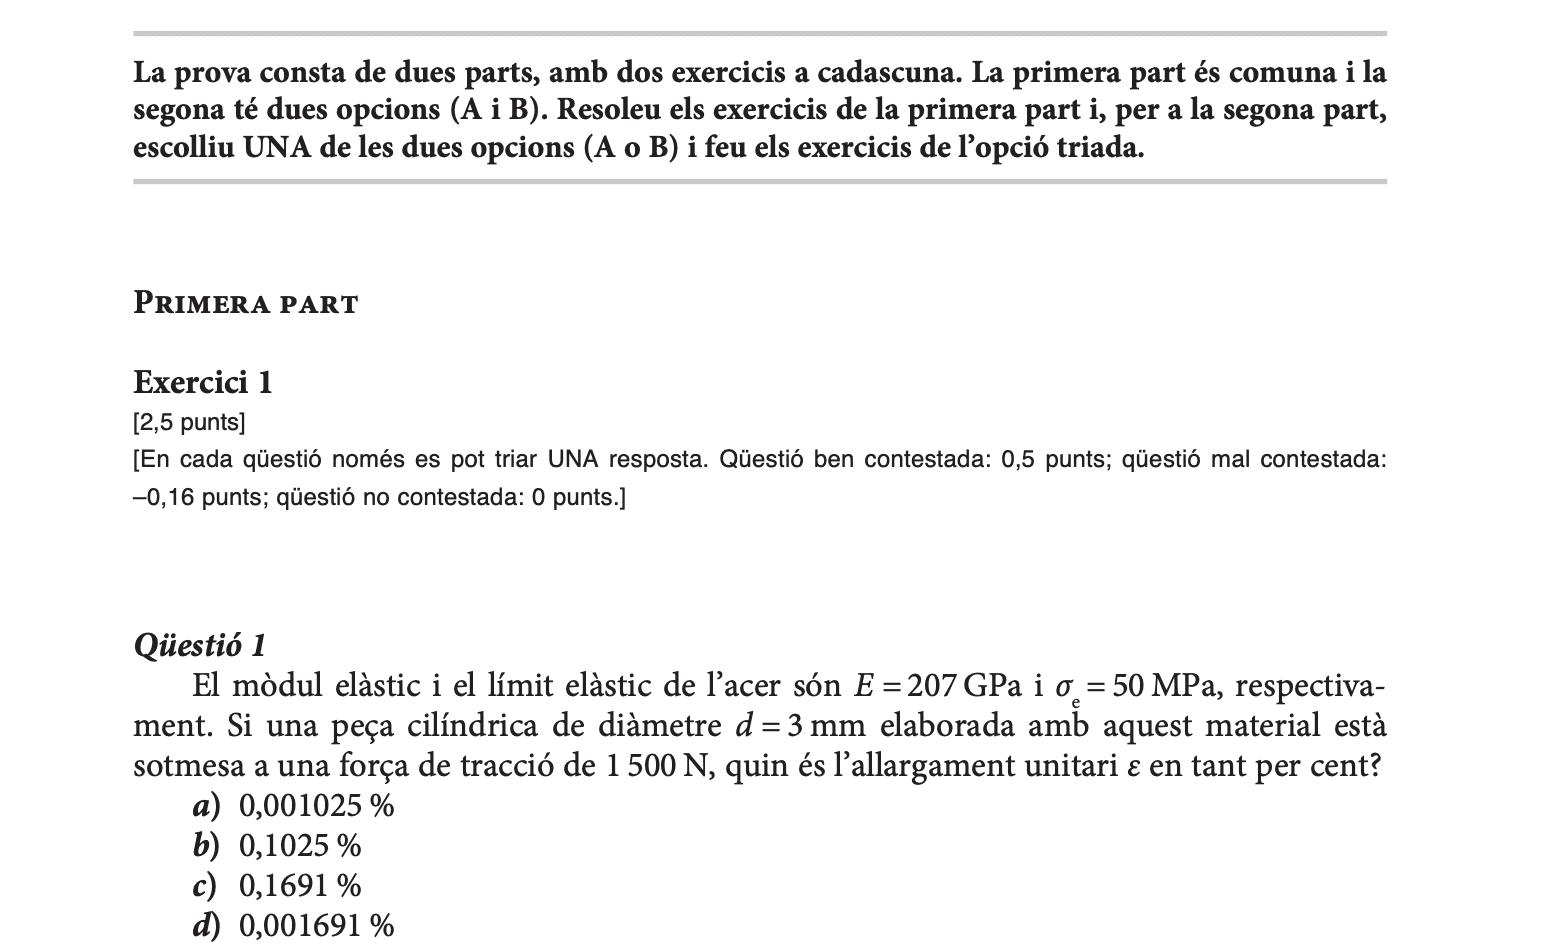 La prova consta de dues parts, amb dos exercicis a cadascuna. La primera part és comuna i la
segona té dues opcions (A i B). Resoleu els exercicis de la primera part i, per a la segona part,
escolliu UNA de les dues opcions (A o B) i feu els exercicis de l’opció triada.
PRIMERA PART
Exercici 1
[2,5 punts]
[En cada qüestió només es pot triar UNA resposta. Qüestió ben contestada: 0,5 punts; qüestió mal contestada:
–0,16 punts; qüestió no contestada: 0 punts.]
Qüestió 1
El mòdul elàstic i el límit elàstic de l’acer són E = 207 GPa i σe = 50 MPa, respectiva-
ment. Si una peça cilíndrica de diàmetre d = 3 mm elaborada amb aquest material està
sotmesa a una força de tracció de 1 500 N, quin és l’allargament unitari ε en tant per cent?
a) 0,001025 %
b) 0,1025 %
c) 0,1691 %
d) 0,001691 %